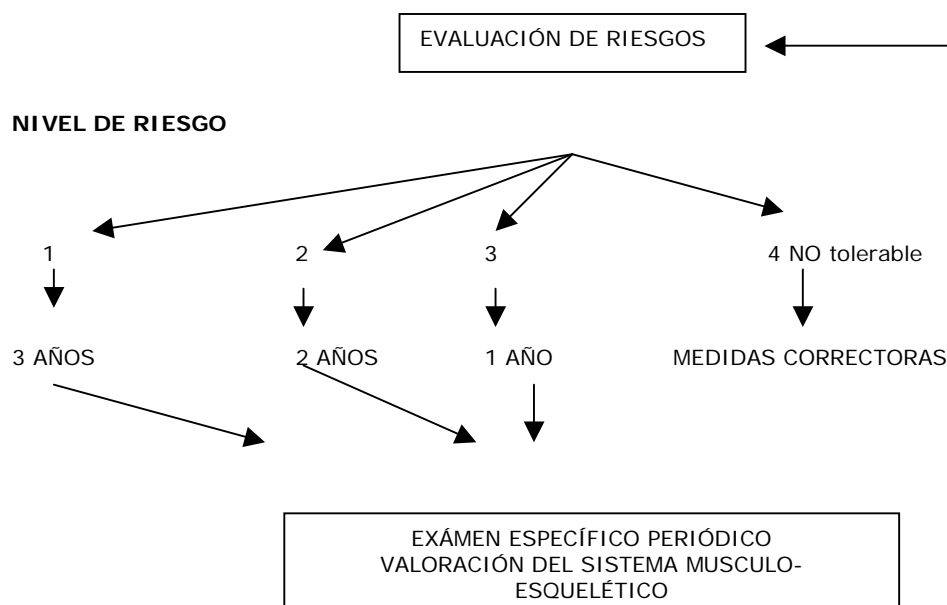 EVALUACIÓN DE RIESGOS
NIVEL DE RIESGO
1 2 3 4 NO tolerable
3 AÑOS 2 AÑOS 1 AÑO MEDIDAS CORRECTORAS
EXÁMEN ESPECÍFICO PERIÓDICO
VALORACIÓN DEL SISTEMA MUSCULO-
ESQUELÉTICO